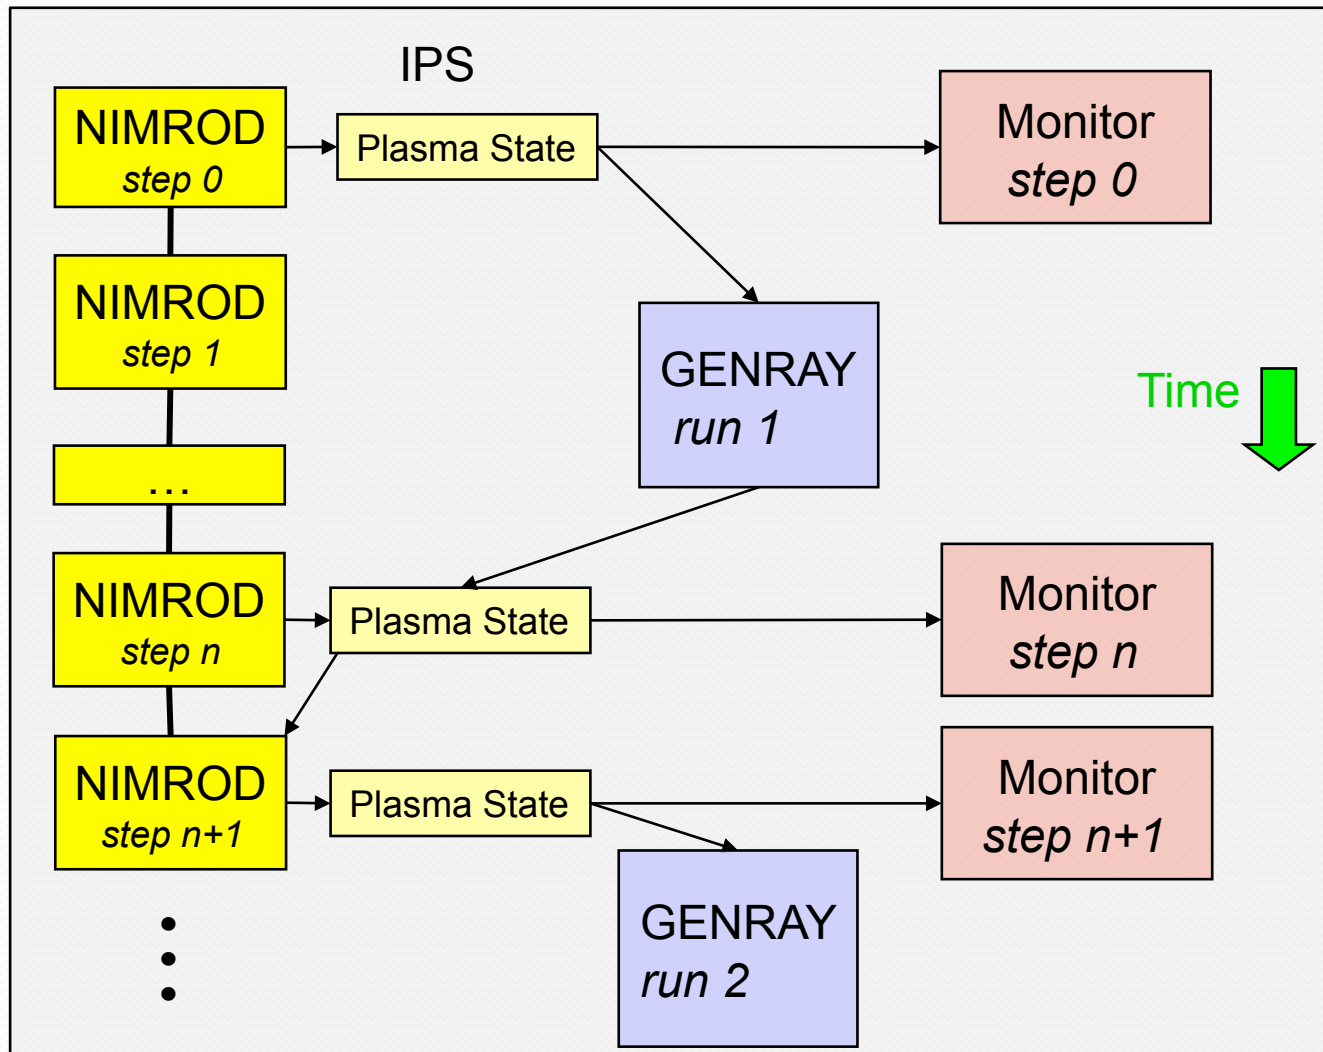 IPS
NIMROD
step 0
Plasma State
Monitor
step 0
NIMROD
step 1
GENRAY
run 1
Time
...
NIMROD
step n
Plasma State
Monitor
step n
NIMROD
step n+1
Plasma State
Monitor
step n+1
GENRAY
run 2